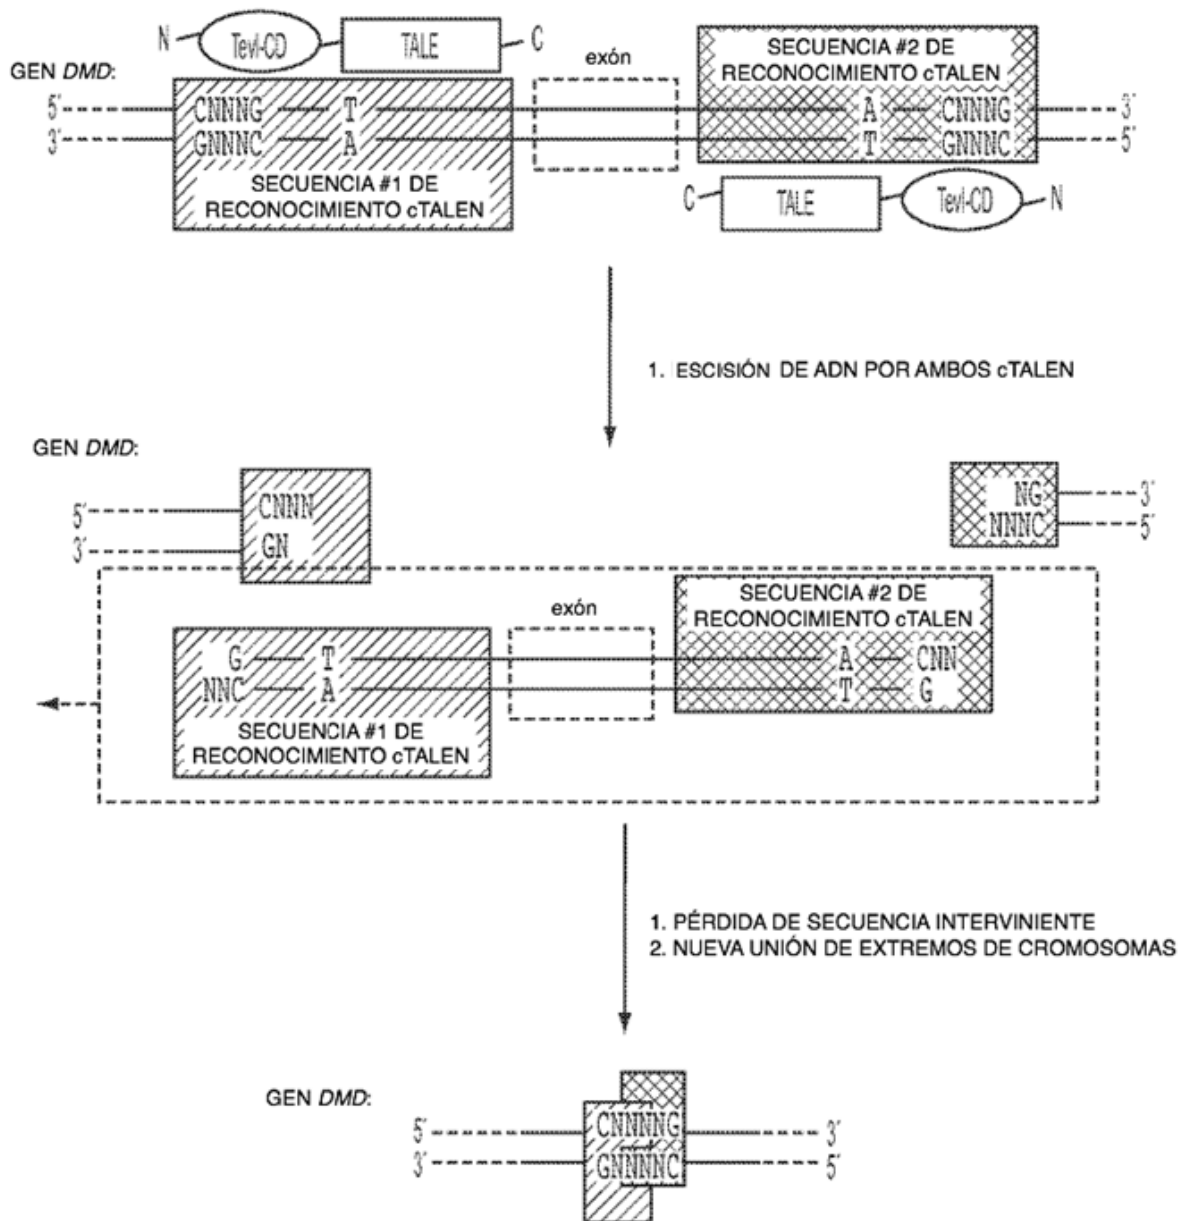 N TevI-CD TALE C
SECUENCIA #2 DE
RECONOCIMIENTO cTALEN
GEN DMD:
exón
5´ CNNNG T A CNNNG 3´
3´ GNNNC A T GNNNC 5´
SECUENCIA #1 DE
RECONOCIMIENTO cTALEN
C TALE TevI-CD N
1. ESCISIÓN DE ADN POR AMBOS cTALEN
GEN DMD:
5´ CNNN
3´ GN
NG 3´
NNNC 5´
exón
SECUENCIA #2 DE
RECONOCIMIENTO cTALEN
G T A CNN
NNC A T G
SECUENCIA #1 DE
RECONOCIMIENTO cTALEN
1. PÉRDIDA DE SECUENCIA INTERVINIENTE
2. NUEVA UNIÓN DE EXTREMOS DE CROMOSOMAS
GEN DMD:
5´ CNNNNG 3´
3´ GNNNNC 5´